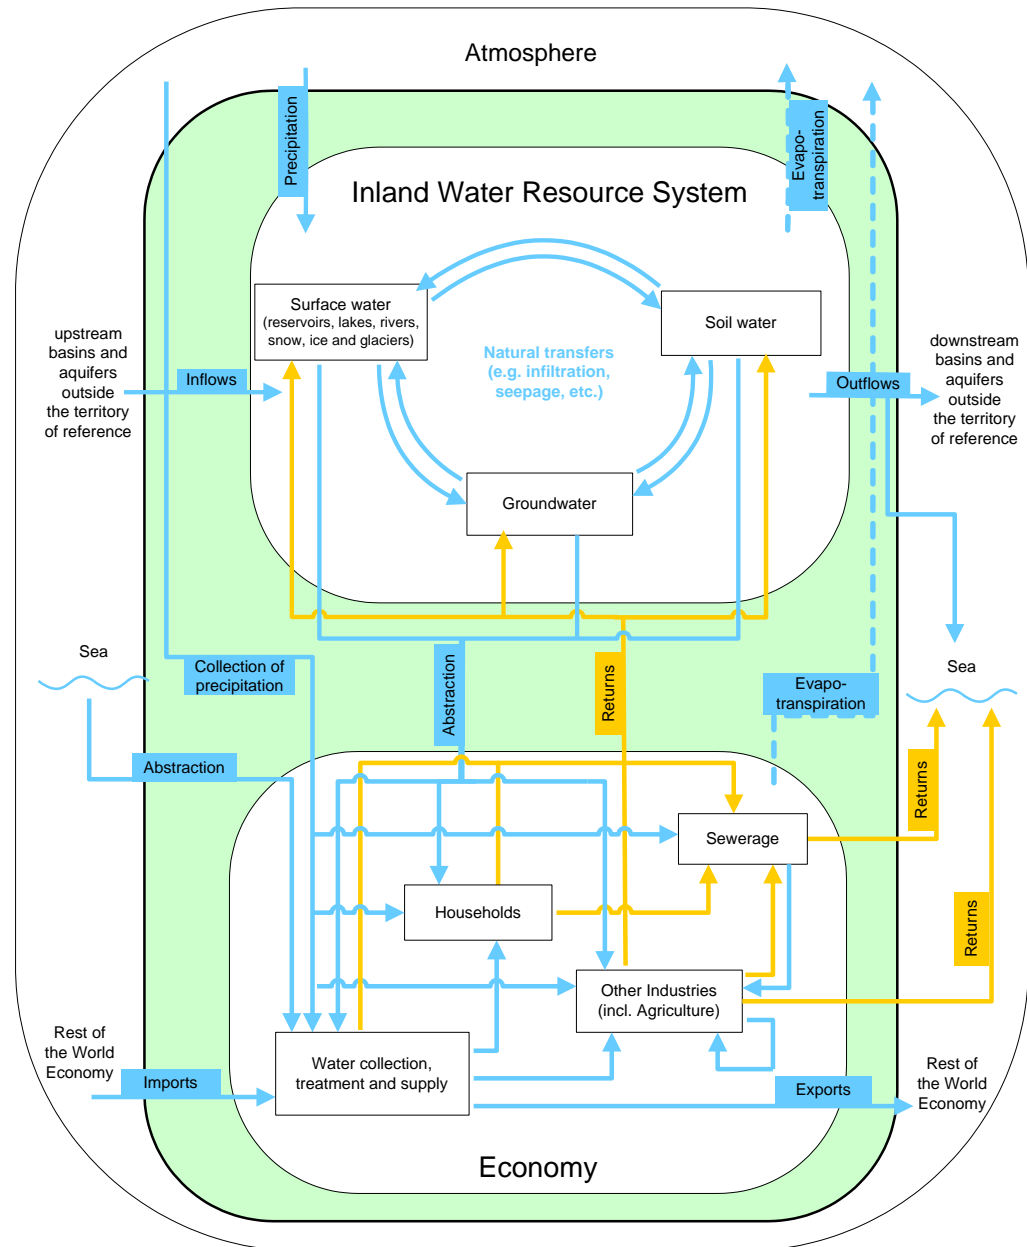 Atmosphere
Precipitation
Evapo-
transpiration
Inland Water Resource System
Surface water
(reservoirs, lakes, rivers,
snow, ice and glaciers)
Soil water
Natural transfers
(e.g. infiltration,
seepage, etc.)
upstream
basins and
aquifers
outside
the territory
of reference
Inflows
Outflows
downstream
basins and
aquifers
outside
the territory
of reference
Groundwater
Sea
Collection of
precipitation
Abstraction
Returns
Evapo-
transpiration
Sea
Abstraction
Returns
Sewerage
Households
Returns
Other Industries
(incl. Agriculture)
Rest of
the World
Economy
Imports
Water collection,
treatment and supply
Exports
Rest of
the World
Economy
Economy